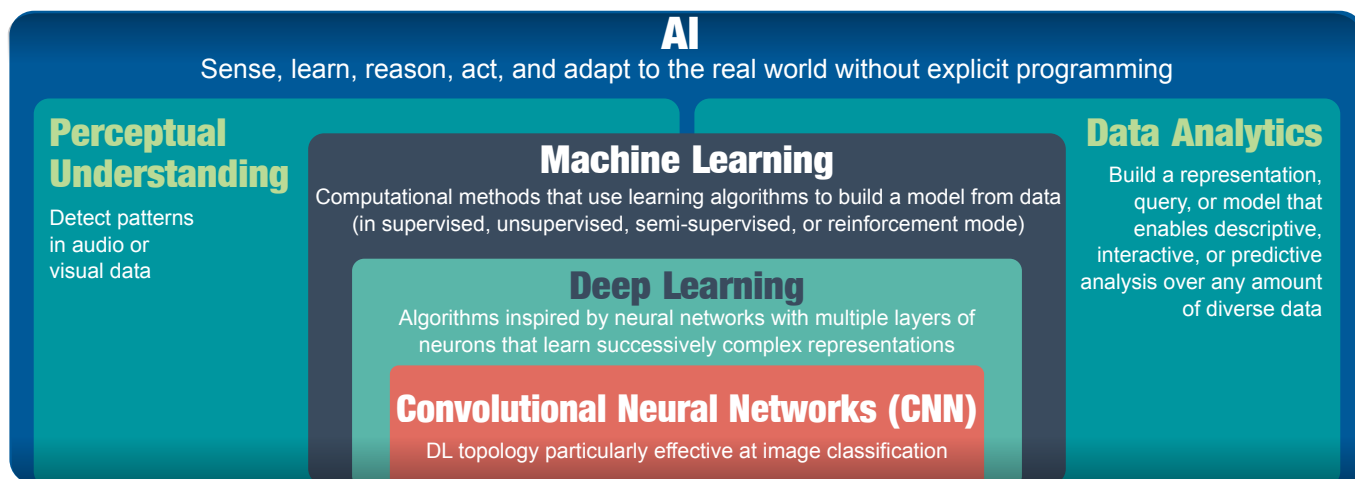 AI
Sense, learn, reason, act, and adapt to the real world without explicit programming
Perceptual
Understanding
Detect patterns
in audio or
visual data
Machine Learning
Computational methods that use learning algorithms to build a model from data
(in supervised, unsupervised, semi-supervised, or reinforcement mode)
Deep Learning
Algorithms inspired by neural networks with multiple layers of
neurons that learn successively complex representations
Convolutional Neural Networks (CNN)
DL topology particularly effective at image classification
Data Analytics
Build a representation,
query, or model that
enables descriptive,
interactive, or predictive
analysis over any amount
of diverse data